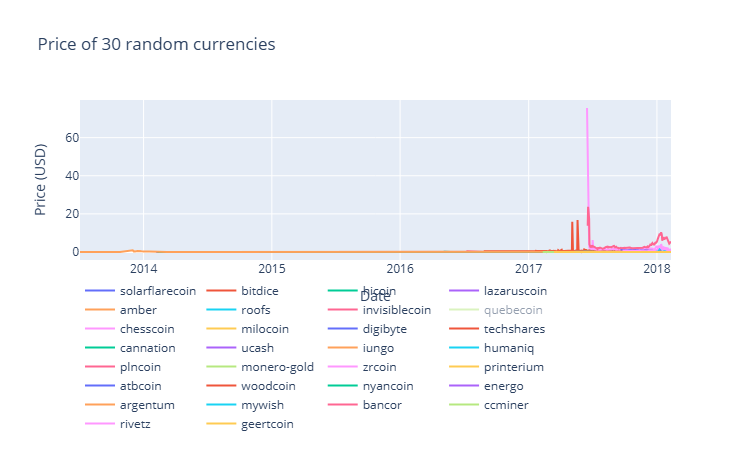 Price of 30 random currencies
Price (USD)
60
40
20
0
2014 2015 2016 2017 2018
Date
solarflarecoin bitdice hicoin lazaruscoin
amber roofs invisiblecoin quebecoin
chesscoin milocoin digibyte techshares
cannation ucash iungo humaniq
plncoin monero-gold zrcoin printerium
atbcoin woodcoin nyancoin energo
argentum mywish bancor ccminer
rivetz geertcoin